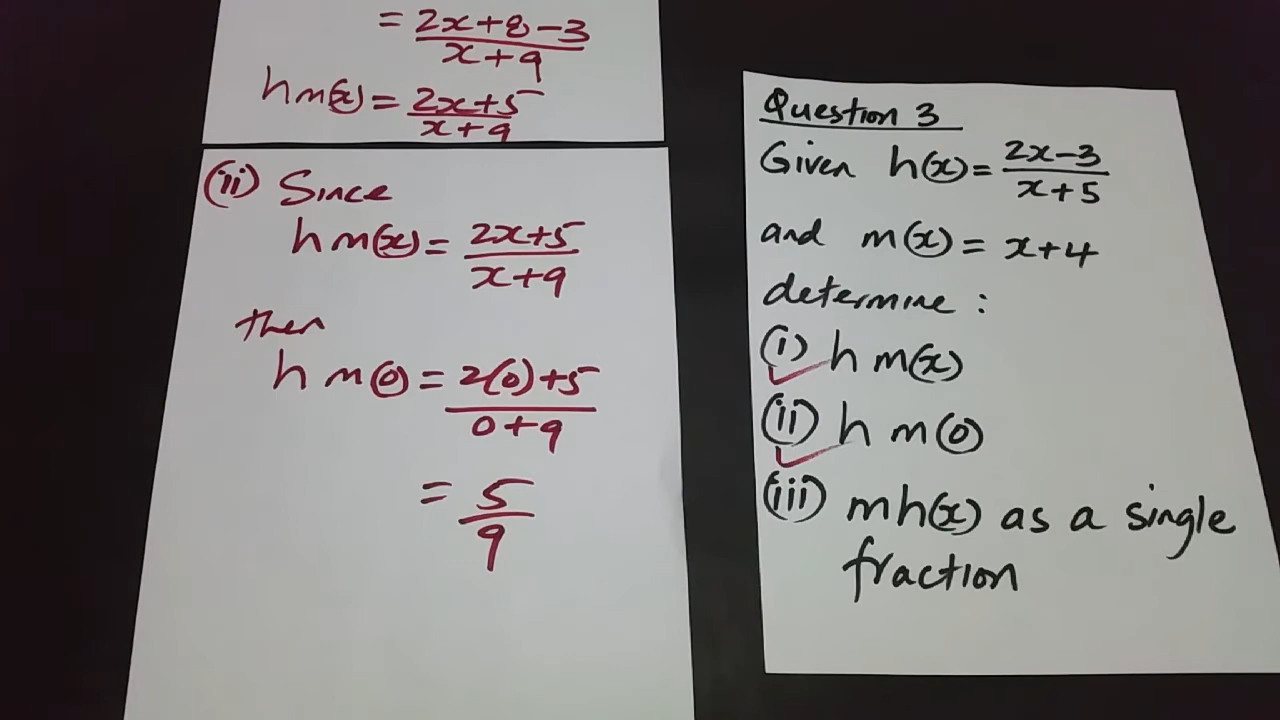 = 2x+8-3 / x+9
hm(x) = 2x+5 / x+9
(ii) Since
hm(x) = 2x+5 / x+9
then
hm(0) = 2(0)+5 / 0+9
= 5/9
Question 3
Given h(x) = 2x-3 / x+5
and m(x) = x+4
determine :
(i) hm(x)
(ii) hm(0)
(iii) mh(x) as a single
fraction